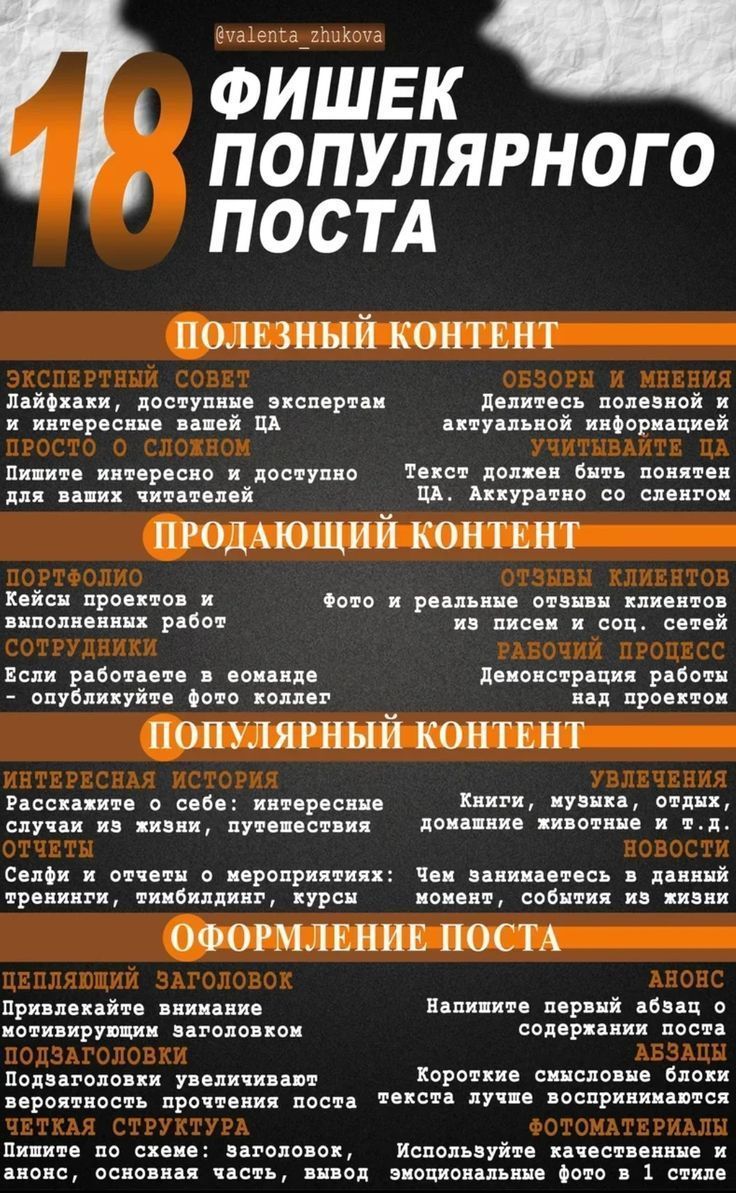 @valenta_zhukova
18
ФИШЕК
ПОПУЛЯРНОГО
ПОСТА
ПОЛЕЗНЫЙ КОНТЕНТ
ЭКСПЕРТНЫЙ СОВЕТ
Лайфхаки, доступные экспертам
и интересные вашей ЦА
ОБЗОРЫ И МНЕНИЯ
Делитесь полезной и
актуальной информацией
ПРОСТО О СЛОЖНОМ
Пишите интересно и доступно
для ваших читателей
УЧИТЫВАЙТЕ ЦА
Текст должен быть понятен
ЦА. Аккуратно со сленгом
ПРОДАЮЩИЙ КОНТЕНТ
ПОРТФОЛИО
Кейсы проектов и
выполненных работ
ОТЗЫВЫ КЛИЕНТОВ
Фото и реальные отзывы клиентов
из писем и соц. сетей
СОТРУДНИКИ
Если работаете в еоманде
- опубликуйте фото коллег
РАБОЧИЙ ПРОЦЕСС
Демонстрация работы
над проектом
ПОПУЛЯРНЫЙ КОНТЕНТ
ИНТЕРЕСНАЯ ИСТОРИЯ
Расскажите о себе: интересные
случаи из жизни, путешествия
УВЛЕЧЕНИЯ
Книги, музыка, отдых,
домашние животные и т.д.
ОТЧЕТЫ
Селфи и отчеты о мероприятиях:
тренинги, тимбилдинг, курсы
НОВОСТИ
Чем занимаетесь в данный
момент, события из жизни
ОФОРМЛЕНИЕ ПОСТА
ЦЕПЛЯЮЩИЙ ЗАГОЛОВОК
Привлекайте внимание
мотивирующим заголовком
АНОНС
Напишите первый абзац о
содержании поста
ПОДЗАГОЛОВКИ
Подзаголовки увеличивают
вероятность прочтения поста
АБЗАЦЫ
Короткие смысловые блоки
текста лучше воспринимаются
ЧЕТКАЯ СТРУКТУРА
Пишите по схеме: заголовок,
анонс, основная часть, вывод
ФОТОМАТЕРИАЛЫ
Используйте качественные и
эмоциональные фото в 1 стиле